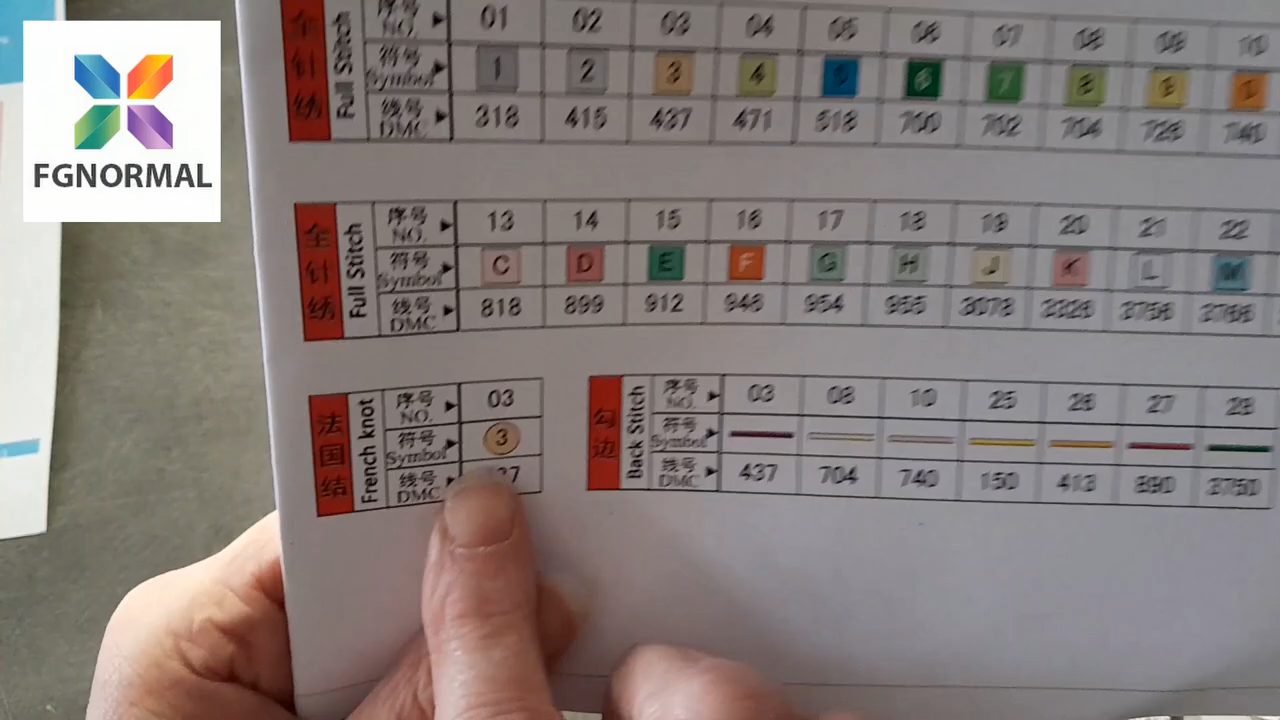 FGNORMAL
全针绣 Full Stitch
序号 NO. 01 02 03 04 05 06 07 08 09 10
符号 Symbol 1 2 3 4 5 6 7 8
线号 DMC 318 415 437 471 518 700 702 704 740
全针绣 Full Stitch
序号 NO. 13 14 15 16 17 18 19 20 21 22
符号 Symbol C D E F G H J K L
线号 DMC 818 899 912 946 954 955 3078
法国结 French knot
序号 NO. 03
符号 Symbol 3
线号 DMC
勾边 Back Stitch
序号 NO. 03 08 10 25 26 27 28
符号 Symbol
线号 DMC 437 704 740 150 413 890 3750